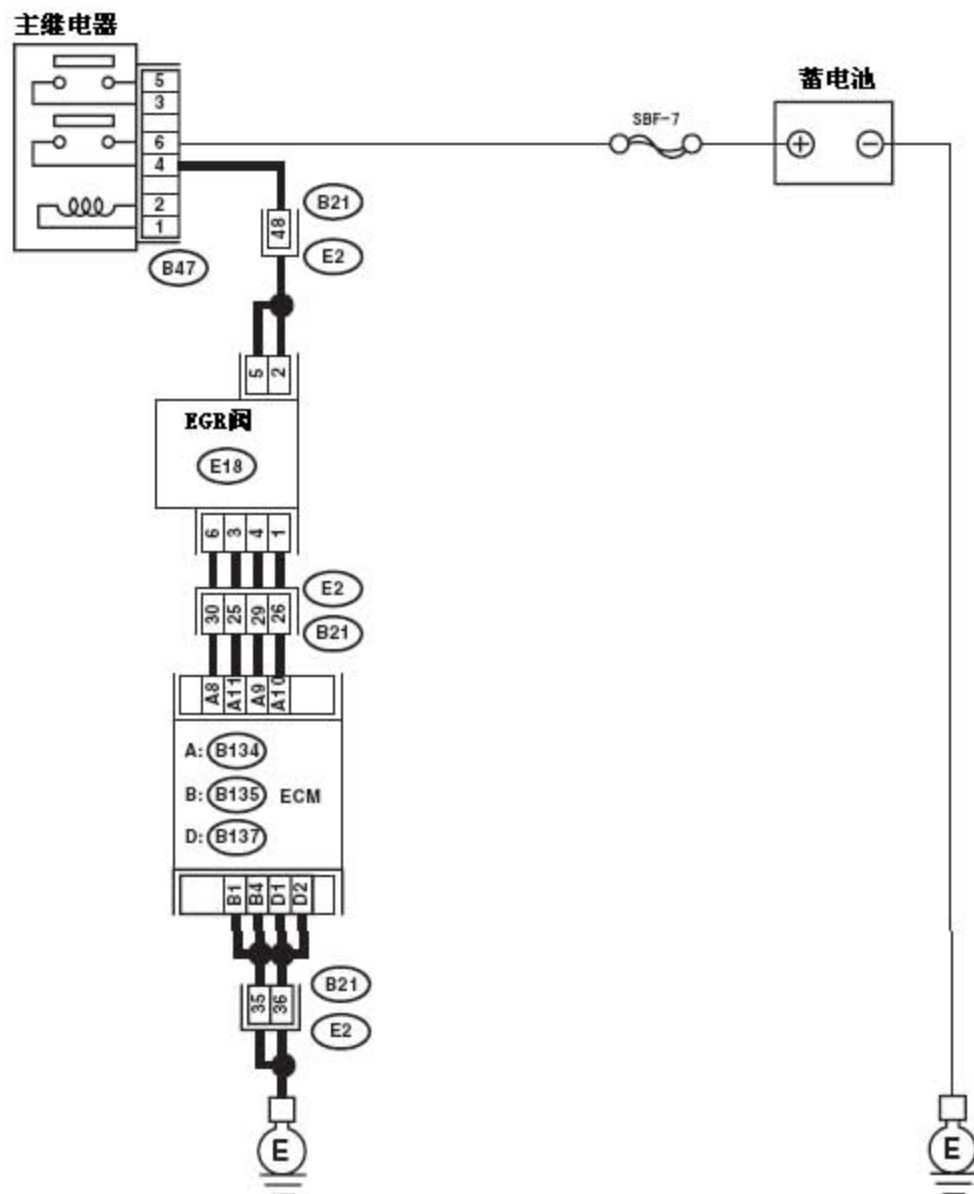 主继电器
蓄电池
5
3
6
4
2
1
SBF-7
+
−
B47
48
B21
E2
5 2
EGR阀
E18
6 3 4 1
30 25 29 26
E2
B21
A8 A11 A9 A10
A: B134
B: B135 ECM
D: B137
B1 B4 D1 D2
35 36
B21
E2
E
E